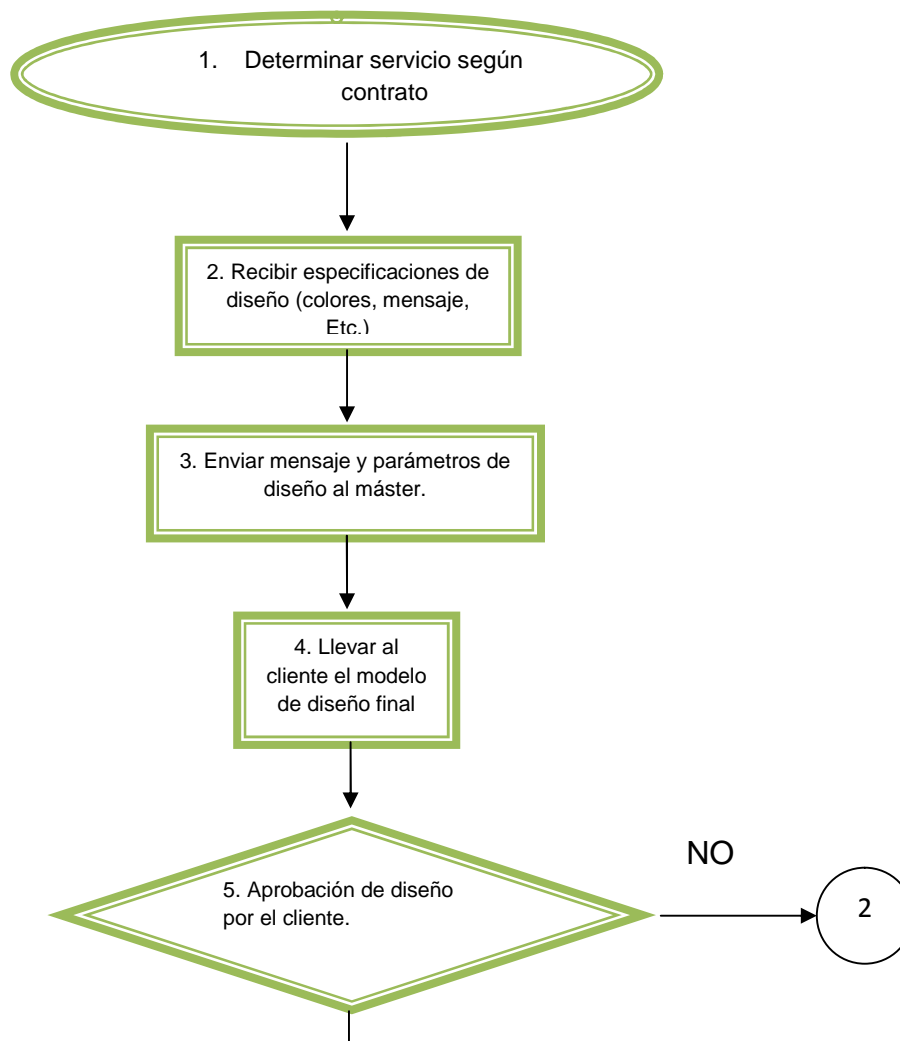 1. Determinar servicio según
contrato
2. Recibir especificaciones de
diseño (colores, mensaje,
Etc.)
3. Enviar mensaje y parámetros de
diseño al máster.
4. Llevar al
cliente el modelo
de diseño final
NO
5. Aprobación de diseño
por el cliente.
2